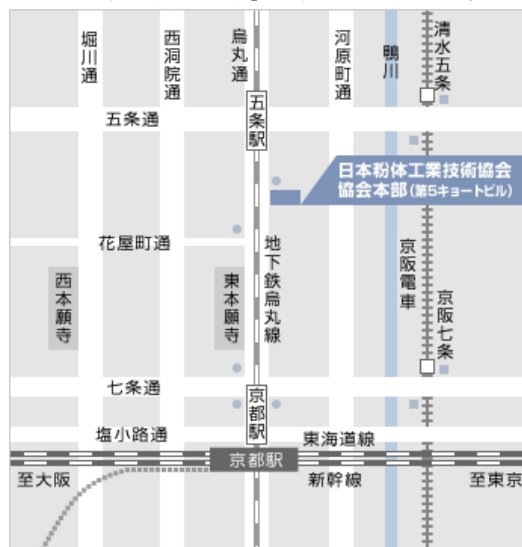 堀川通
西洞院通
烏丸通
河原町通
鴨川
清水五条
五条駅
五条通
日本粉体工業技術協会
協会本部(第5キョートビル)
花屋町通
地下鉄烏丸線
京阪電車
西本願寺
東本願寺
京阪七条
七条通
京都駅
塩小路通
東海道線
京都駅
至大阪
新幹線
至東京